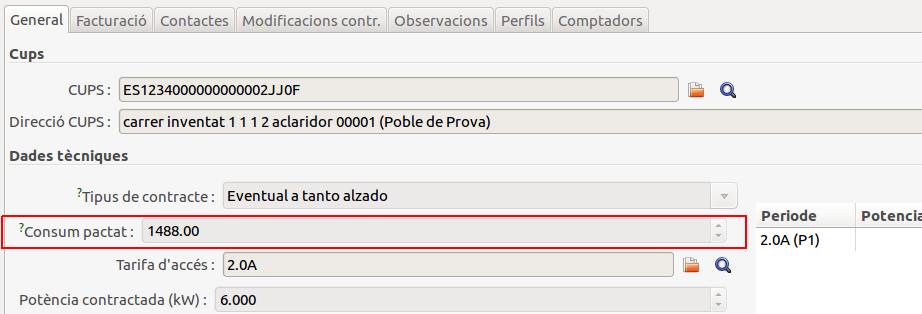 General Facturació Contactes Modificacions contr. Observacions Perfils Comptadors
Cups
CUPS : ES1234000000000002JJ0F
Direcció CUPS : carrer inventat 1 1 1 2 aclaridor 00001 (Poble de Prova)
Dades tècniques
?Tipus de contracte : Eventual a tanto alzado
Periode Potencia
?Consum pactat : 1488.00
2.0A (P1)
Tarifa d'accés : 2.0A
Potència contractada (kW) : 6.000